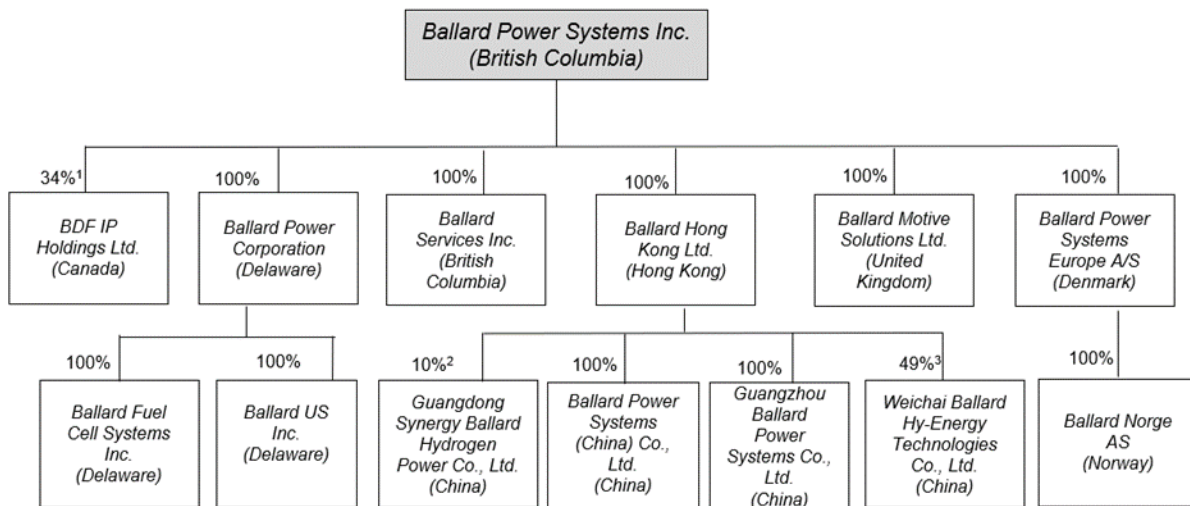 Ballard Power Systems Inc.
(British Columbia)
34%¹
100%
100%
100%
100%
100%
BDF IP
Holdings Ltd.
(Canada)
Ballard Power
Corporation
(Delaware)
Ballard
Services Inc.
(British
Columbia)
Ballard Hong
Kong Ltd.
(Hong Kong)
Ballard Motive
Solutions Ltd.
(United
Kingdom)
Ballard Power
Systems
Europe A/S
(Denmark)
100%
100%
10%²
100%
100%
49%³
100%
Ballard Fuel
Cell Systems
Inc.
(Delaware)
Ballard US
Inc.
(Delaware)
Guangdong
Synergy Ballard
Hydrogen
Power Co., Ltd.
(China)
Ballard Power
Systems
(China) Co.,
Ltd.
(China)
Guangzhou
Ballard
Power
Systems Co.,
Ltd.
(China)
Weichai Ballard
Hy-Energy
Technologies
Co., Ltd.
(China)
Ballard Norge
AS
(Norway)